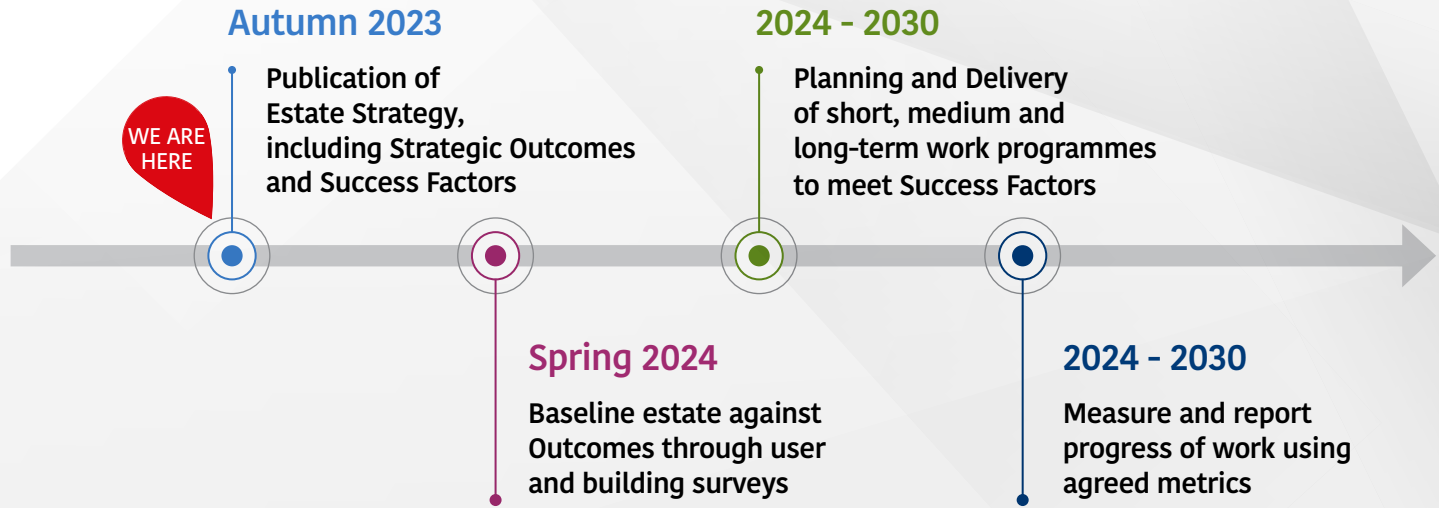 Autumn 2023
Publication of
Estate Strategy,
including Strategic Outcomes
and Success Factors
WE ARE
HERE
Spring 2024
Baseline estate against
Outcomes through user
and building surveys
2024 - 2030
Planning and Delivery
of short, medium and
long-term work programmes
to meet Success Factors
2024 - 2030
Measure and report
progress of work using
agreed metrics